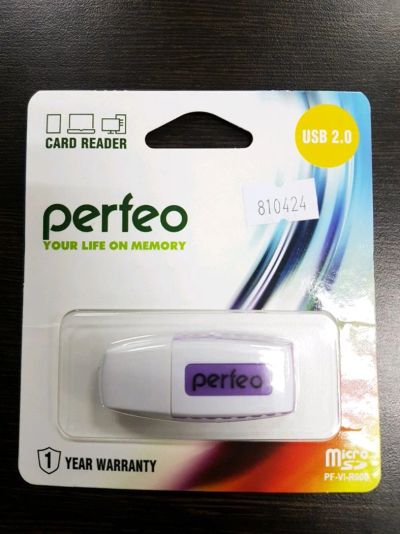 CARD READER
USB 2.0
810424
perfeo
YOUR LIFE ON MEMORY
perfeo
1 YEAR WARRANTY
micro
SD